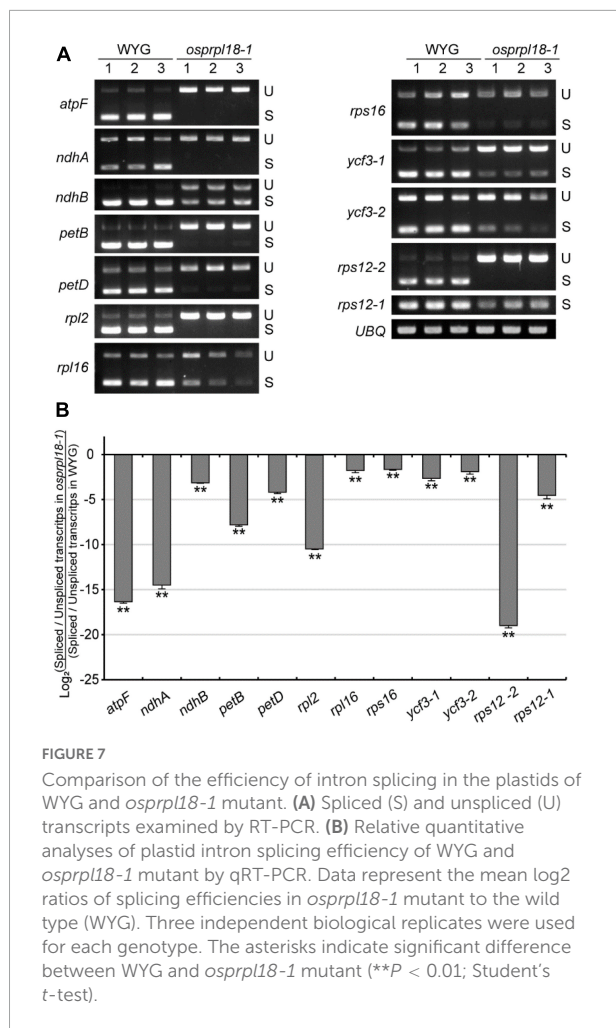 A
WYG osprpl18-1
1 2 3 1 2 3
atpF U
S
ndhA U
S
ndhB U
S
petB U
S
petD U
S
rpl2 U
S
rpl16 U
S
WYG osprpl18-1
1 2 3 1 2 3
rps16 U
S
ycf3-1 U
S
ycf3-2 U
S
rps12-2 U
S
rps12-1 S
UBQ
B
Log2 (Spliced / Unspliced transcritps in osprpl18-1)
(Spliced / Unspliced transcritps in WYG)
0
-5
-10
-15
-20
-25
** ** ** ** ** ** ** ** ** ** ** **
atpF ndhA ndhB petB petD rpl2 rpl16 rps16 ycf3-1 ycf3-2 rps12 -2 rps12-1
FIGURE 7
Comparison of the efficiency of intron splicing in the plastids of
WYG and osprpl18-1 mutant. (A) Spliced (S) and unspliced (U)
transcripts examined by RT-PCR. (B) Relative quantitative
analyses of plastid intron splicing efficiency of WYG and
osprpl18-1 mutant by qRT-PCR. Data represent the mean log2
ratios of splicing efficiencies in osprpl18-1 mutant to the wild
type (WYG). Three independent biological replicates were used
for each genotype. The asterisks indicate significant difference
between WYG and osprpl18-1 mutant (**P < 0.01; Student's
t-test).